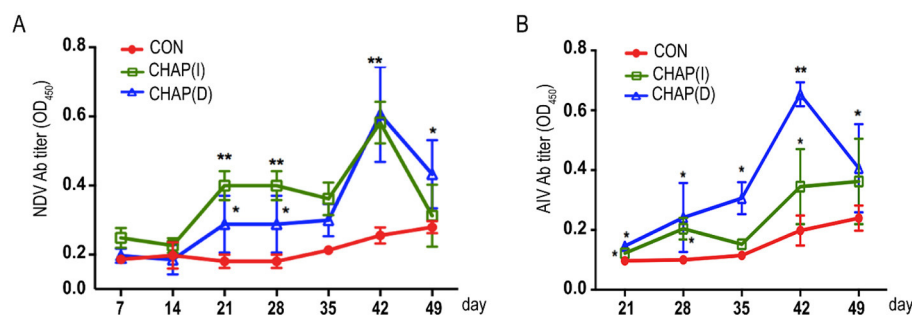 A
NDV Ab titer (OD450)
0.8
0.6
0.4
0.2
0.0
CON
CHAP(I)
CHAP(D)
**
**
**
*
*
*
7 14 21 28 35 42 49 day
B
AIV Ab titer (OD450)
0.8
0.6
0.4
0.2
0.0
CON
CHAP(I)
CHAP(D)
**
*
*
*
*
*
*
*
21 28 35 42 49 day